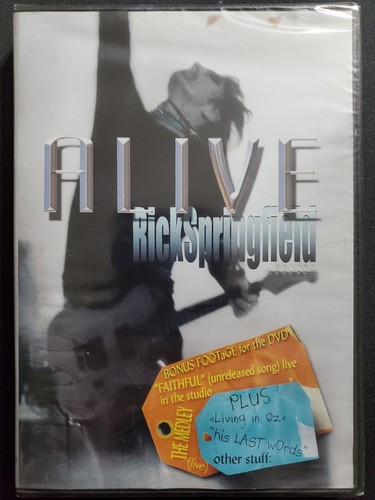 ALIVE
RickSpringfield
BONUS FOOTaGE for the DVD
"FAITHFUL" (unreleased song) live
in the studio
THE MEDLEY
(live)
PLUS
"Living in Oz"
"his LAST wOrds"
other stuff: